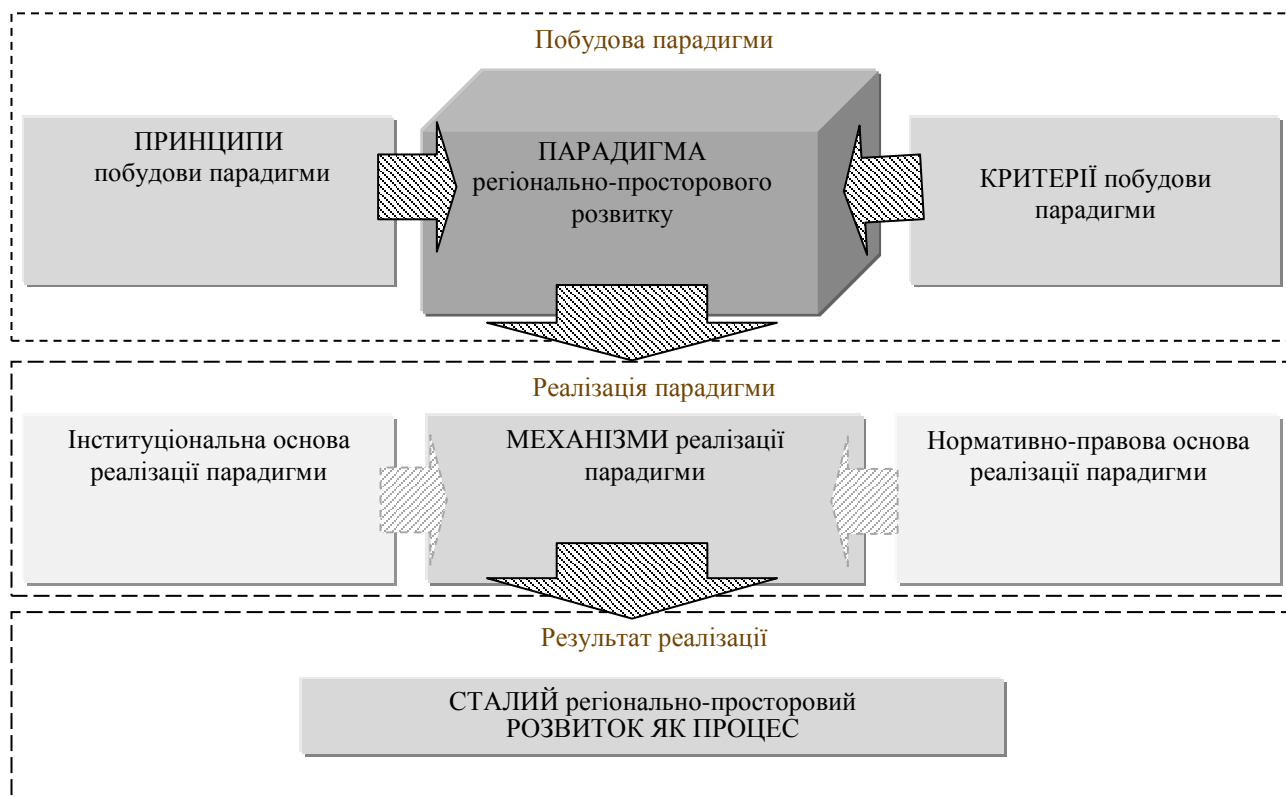 Побудова парадигми
ПРИНЦИПИ
побудови парадигми
ПАРАДИГМА
регіонально-просторового
розвитку
КРИТЕРІЇ побудови
парадигми
Реалізація парадигми
Інституціональна основа
реалізації парадигми
МЕХАНІЗМИ реалізації
парадигми
Нормативно-правова основа
реалізації парадигми
Результат реалізації
СТАЛИЙ регіонально-просторовий
РОЗВИТОК ЯК ПРОЦЕС